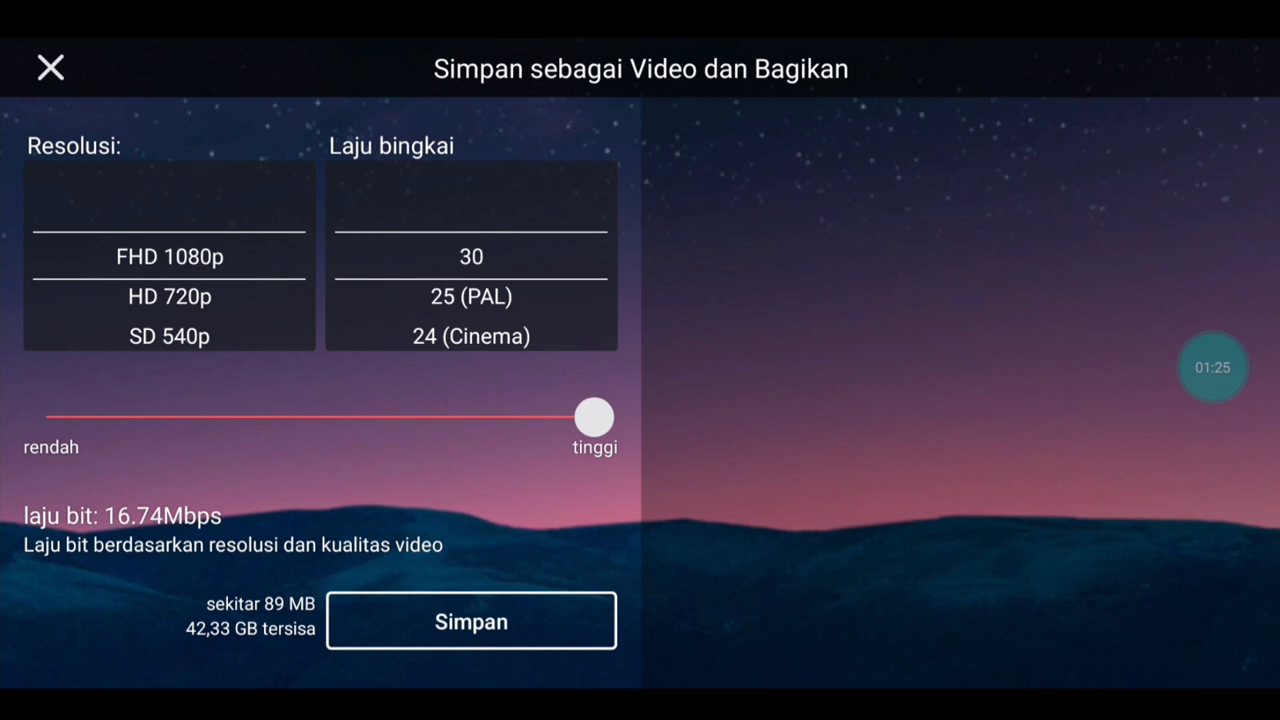 Simpan sebagai Video dan Bagikan
Resolusi:
Laju bingkai
FHD 1080p
HD 720p
SD 540p
30
25 (PAL)
24 (Cinema)
rendah
tinggi
laju bit: 16.74Mbps
Laju bit berdasarkan resolusi dan kualitas video
sekitar 89 MB
42,33 GB tersisa
Simpan
01:25